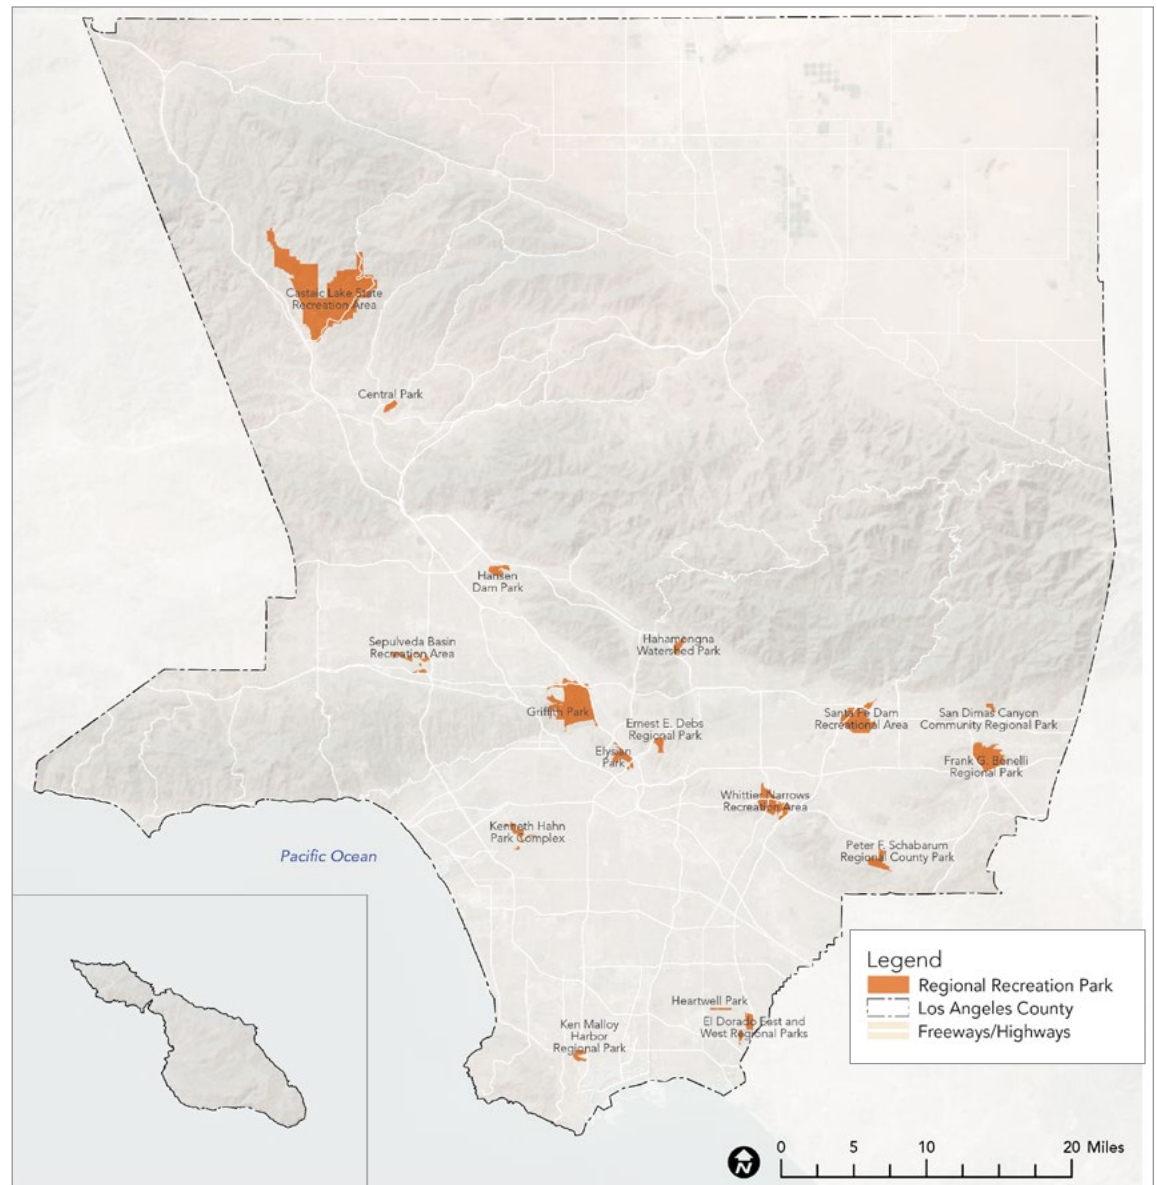 Castaic Lake State
Recreation Area
Central Park
Hansen
Dam Park
Sepulveda Basin
Recreation Area
Hahamongna
Watershed Park
Griffith Park
Ernest E. Debs
Regional Park
Elysian
Park
Santa Fe Dam
Recreational Area
San Dimas Canyon
Community Regional Park
Frank G. Bonelli
Regional Park
Whittier Narrows
Recreation Area
Kenneth Hahn
Park Complex
Peter F. Schabarum
Regional County Park
Pacific Ocean
Heartwell Park
El Dorado East and
West Regional Parks
Ken Malloy
Harbor
Regional Park
Legend
Regional Recreation Park
Los Angeles County
Freeways/Highways
N
0 5 10 20 Miles